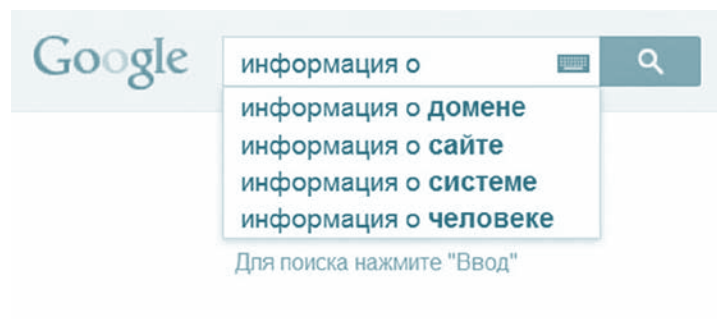 Google
информация о
информация о домене
информация о сайте
информация о системе
информация о человеке
Для поиска нажмите "Ввод"